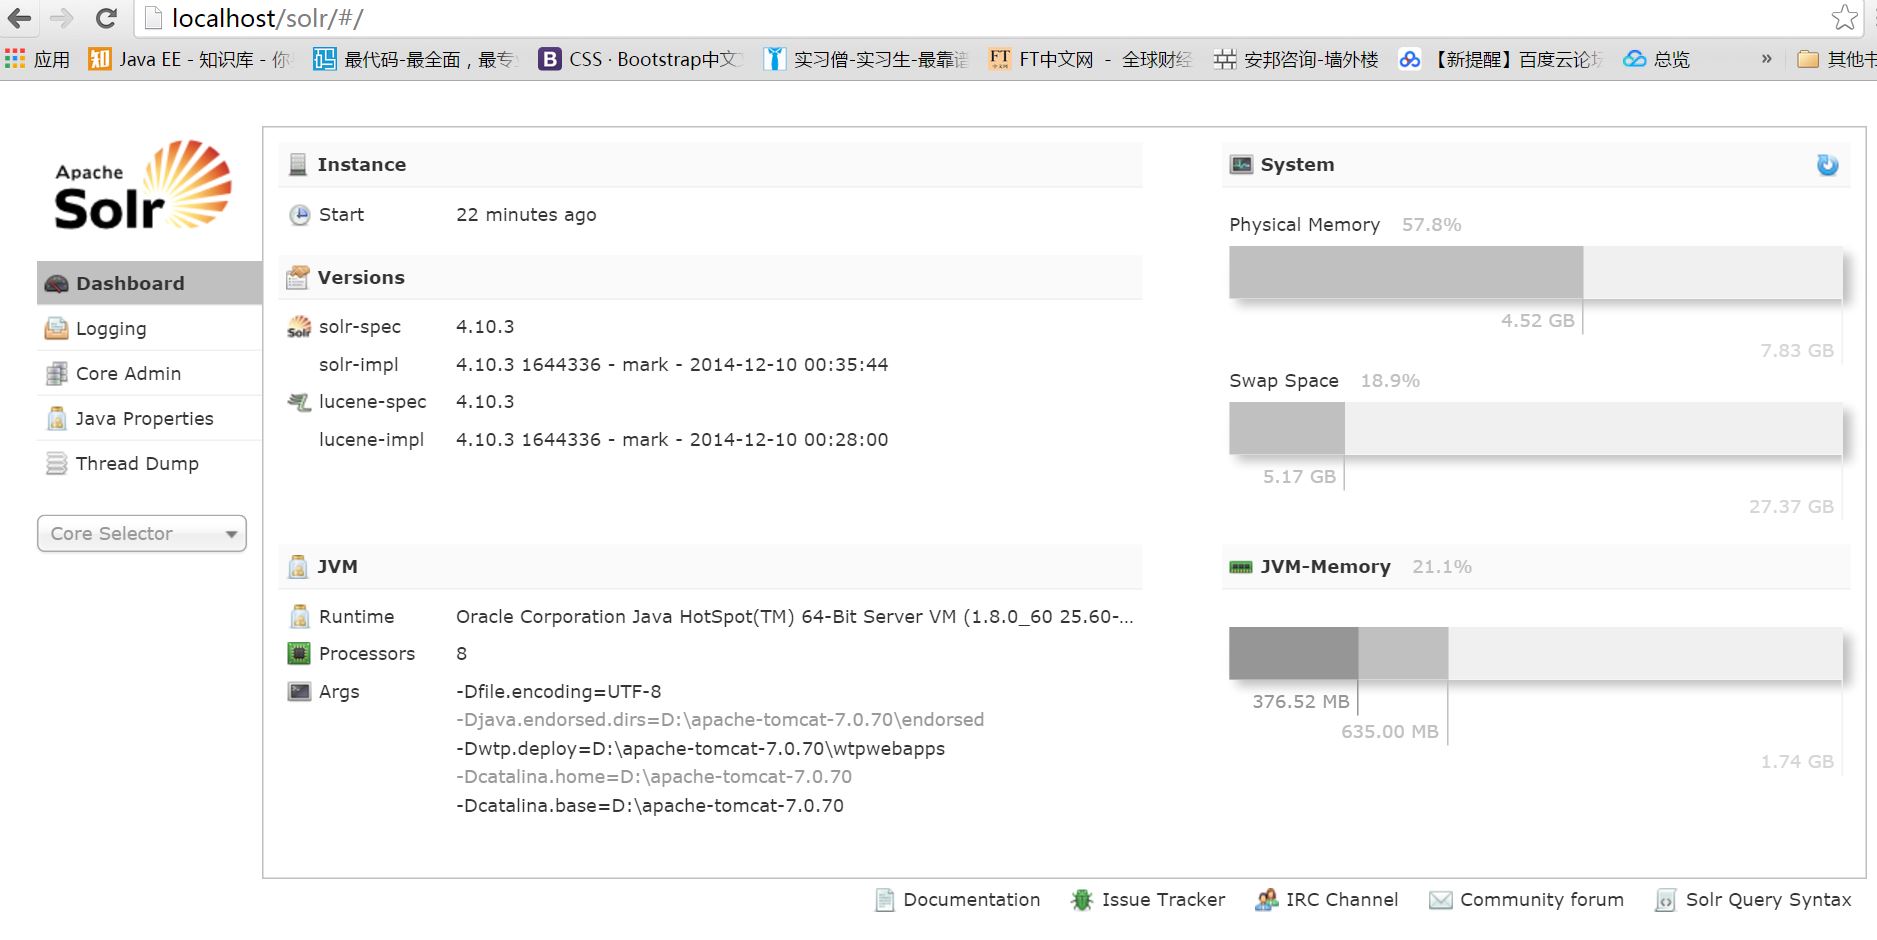 localhost/solr/#/
应用 Java EE - 知识库 - 你 最代码-最全面，最专 CSS · Bootstrap中文 实习僧-实习生-最靠谱 FT中文网 - 全球财经 安邦咨询-墙外楼 【新提醒】百度云论坛 总览 » 其他书
Apache
Solr
Dashboard
Logging
Core Admin
Java Properties
Thread Dump
Core Selector
Instance
Start 22 minutes ago
Versions
solr-spec 4.10.3
solr-impl 4.10.3 1644336 - mark - 2014-12-10 00:35:44
lucene-spec 4.10.3
lucene-impl 4.10.3 1644336 - mark - 2014-12-10 00:28:00
JVM
Runtime Oracle Corporation Java HotSpot(TM) 64-Bit Server VM (1.8.0_60 25.60-...
Processors 8
Args -Dfile.encoding=UTF-8
-Djava.endorsed.dirs=D:\apache-tomcat-7.0.70\endorsed
-Dwtp.deploy=D:\apache-tomcat-7.0.70\wtpwebapps
-Dcatalina.home=D:\apache-tomcat-7.0.70
-Dcatalina.base=D:\apache-tomcat-7.0.70
System
Physical Memory 57.8%
4.52 GB
7.83 GB
Swap Space 18.9%
5.17 GB
27.37 GB
JVM-Memory 21.1%
376.52 MB
635.00 MB
1.74 GB
Documentation Issue Tracker IRC Channel Community forum Solr Query Syntax